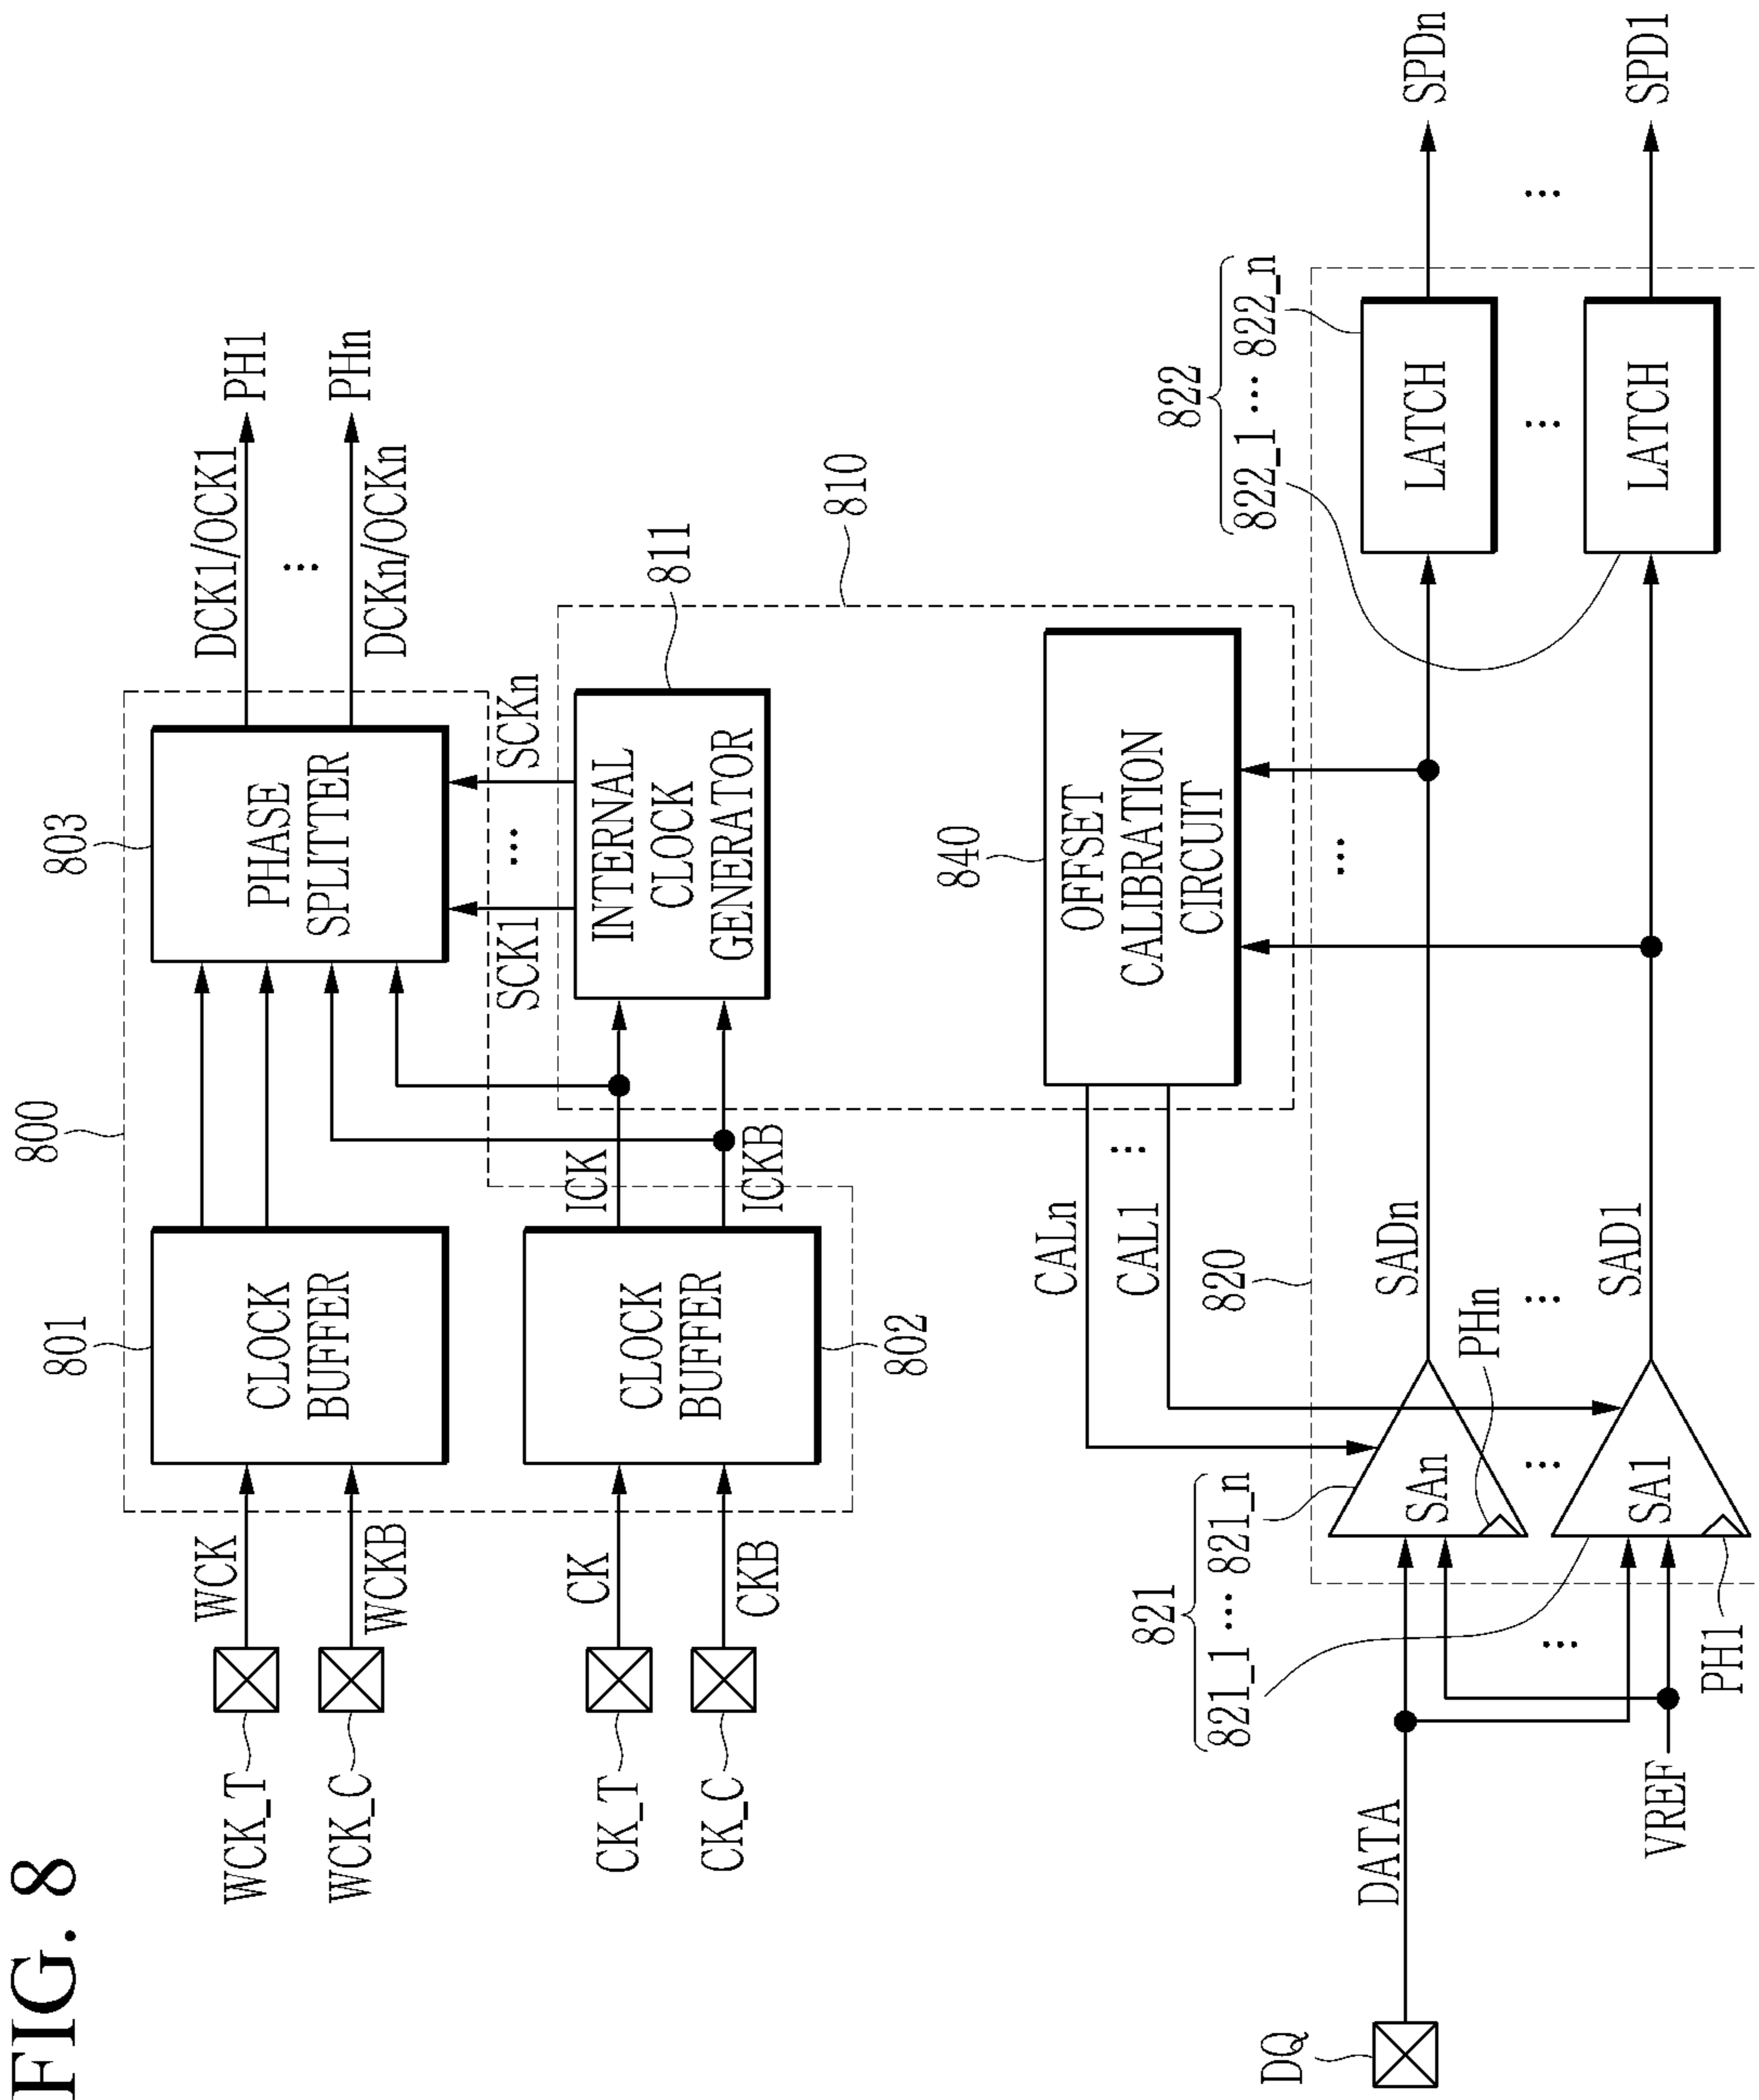 FIG. 8
800
801
803
WCK_T
WCK
WCK_C
WCKB
CLOCK
BUFFER
PHASE
SPLITTER
DCK1/OCK1
PH1
...
DCKn/OCKn
PHn
SCK1
...
SCKn
CK_T
CK
CK_C
CKB
CLOCK
BUFFER
802
ICK
ICKB
INTERNAL
CLOCK
GENERATOR
811
810
840
OFFSET
CALIBRATION
CIRCUIT
CALn
...
CAL1
820
821
821_1 ... 821_n
822
822_1 ... 822_n
DQ
DATA
VREF
...
SAn
PHn
SADn
...
LATCH
SPDn
...
...
...
...
SA1
PH1
SAD1
LATCH
SPD1